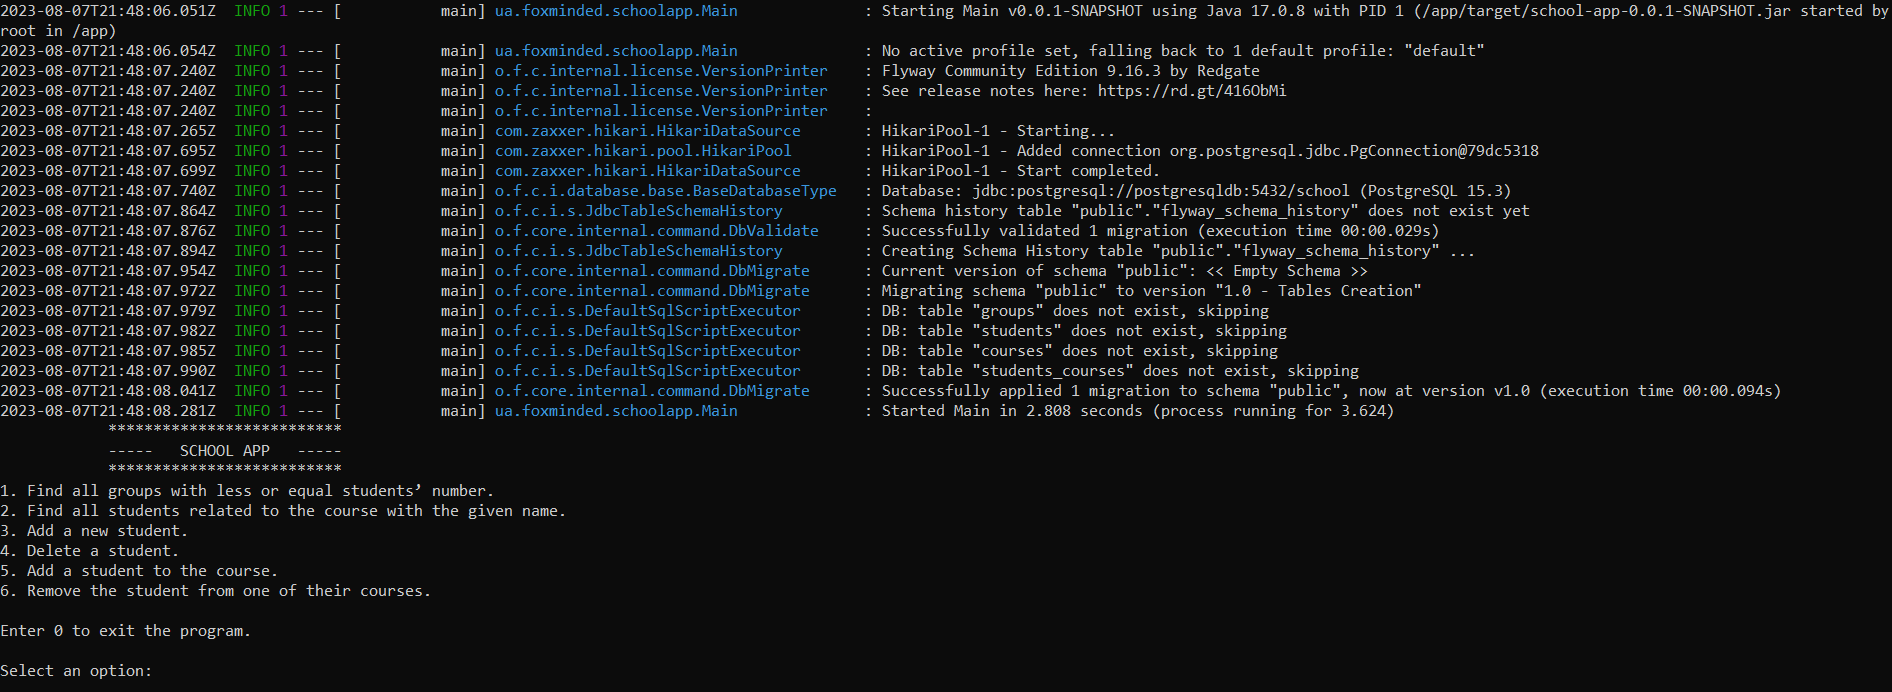 2023-08-07T21:48:06.051Z  INFO 1 --- [           main] ua.foxminded.schoolapp.Main              : Starting Main v0.0.1-SNAPSHOT using Java 17.0.8 with PID 1 (/app/target/school-app-0.0.1-SNAPSHOT.jar started by
root in /app)
2023-08-07T21:48:06.054Z  INFO 1 --- [           main] ua.foxminded.schoolapp.Main              : No active profile set, falling back to 1 default profile: "default"
2023-08-07T21:48:07.240Z  INFO 1 --- [           main] o.f.c.internal.license.VersionPrinter    : Flyway Community Edition 9.16.3 by Redgate
2023-08-07T21:48:07.240Z  INFO 1 --- [           main] o.f.c.internal.license.VersionPrinter    : See release notes here: https://rd.gt/416ObMi
2023-08-07T21:48:07.240Z  INFO 1 --- [           main] o.f.c.internal.license.VersionPrinter    :
2023-08-07T21:48:07.265Z  INFO 1 --- [           main] com.zaxxer.hikari.HikariDataSource       : HikariPool-1 - Starting...
2023-08-07T21:48:07.695Z  INFO 1 --- [           main] com.zaxxer.hikari.pool.HikariPool        : HikariPool-1 - Added connection org.postgresql.jdbc.PgConnection@79dc5318
2023-08-07T21:48:07.699Z  INFO 1 --- [           main] com.zaxxer.hikari.HikariDataSource       : HikariPool-1 - Start completed.
2023-08-07T21:48:07.740Z  INFO 1 --- [           main] o.f.c.i.database.base.BaseDatabaseType   : Database: jdbc:postgresql://postgresqldb:5432/school (PostgreSQL 15.3)
2023-08-07T21:48:07.864Z  INFO 1 --- [           main] o.f.c.i.s.JdbcTableSchemaHistory         : Schema history table "public"."flyway_schema_history" does not exist yet
2023-08-07T21:48:07.876Z  INFO 1 --- [           main] o.f.core.internal.command.DbValidate     : Successfully validated 1 migration (execution time 00:00.029s)
2023-08-07T21:48:07.894Z  INFO 1 --- [           main] o.f.c.i.s.JdbcTableSchemaHistory         : Creating Schema History table "public"."flyway_schema_history" ...
2023-08-07T21:48:07.954Z  INFO 1 --- [           main] o.f.core.internal.command.DbMigrate      : Current version of schema "public": << Empty Schema >>
2023-08-07T21:48:07.972Z  INFO 1 --- [           main] o.f.core.internal.command.DbMigrate      : Migrating schema "public" to version "1.0 - Tables Creation"
2023-08-07T21:48:07.979Z  INFO 1 --- [           main] o.f.c.i.s.DefaultSqlScriptExecutor       : DB: table "groups" does not exist, skipping
2023-08-07T21:48:07.982Z  INFO 1 --- [           main] o.f.c.i.s.DefaultSqlScriptExecutor       : DB: table "students" does not exist, skipping
2023-08-07T21:48:07.985Z  INFO 1 --- [           main] o.f.c.i.s.DefaultSqlScriptExecutor       : DB: table "courses" does not exist, skipping
2023-08-07T21:48:07.990Z  INFO 1 --- [           main] o.f.c.i.s.DefaultSqlScriptExecutor       : DB: table "students_courses" does not exist, skipping
2023-08-07T21:48:08.041Z  INFO 1 --- [           main] o.f.core.internal.command.DbMigrate      : Successfully applied 1 migration to schema "public", now at version v1.0 (execution time 00:00.094s)
2023-08-07T21:48:08.281Z  INFO 1 --- [           main] ua.foxminded.schoolapp.Main              : Started Main in 2.808 seconds (process running for 3.624)
            **************************
            -----   SCHOOL APP   -----
            **************************
1. Find all groups with less or equal students’ number.
2. Find all students related to the course with the given name.
3. Add a new student.
4. Delete a student.
5. Add a student to the course.
6. Remove the student from one of their courses.

Enter 0 to exit the program.

Select an option: